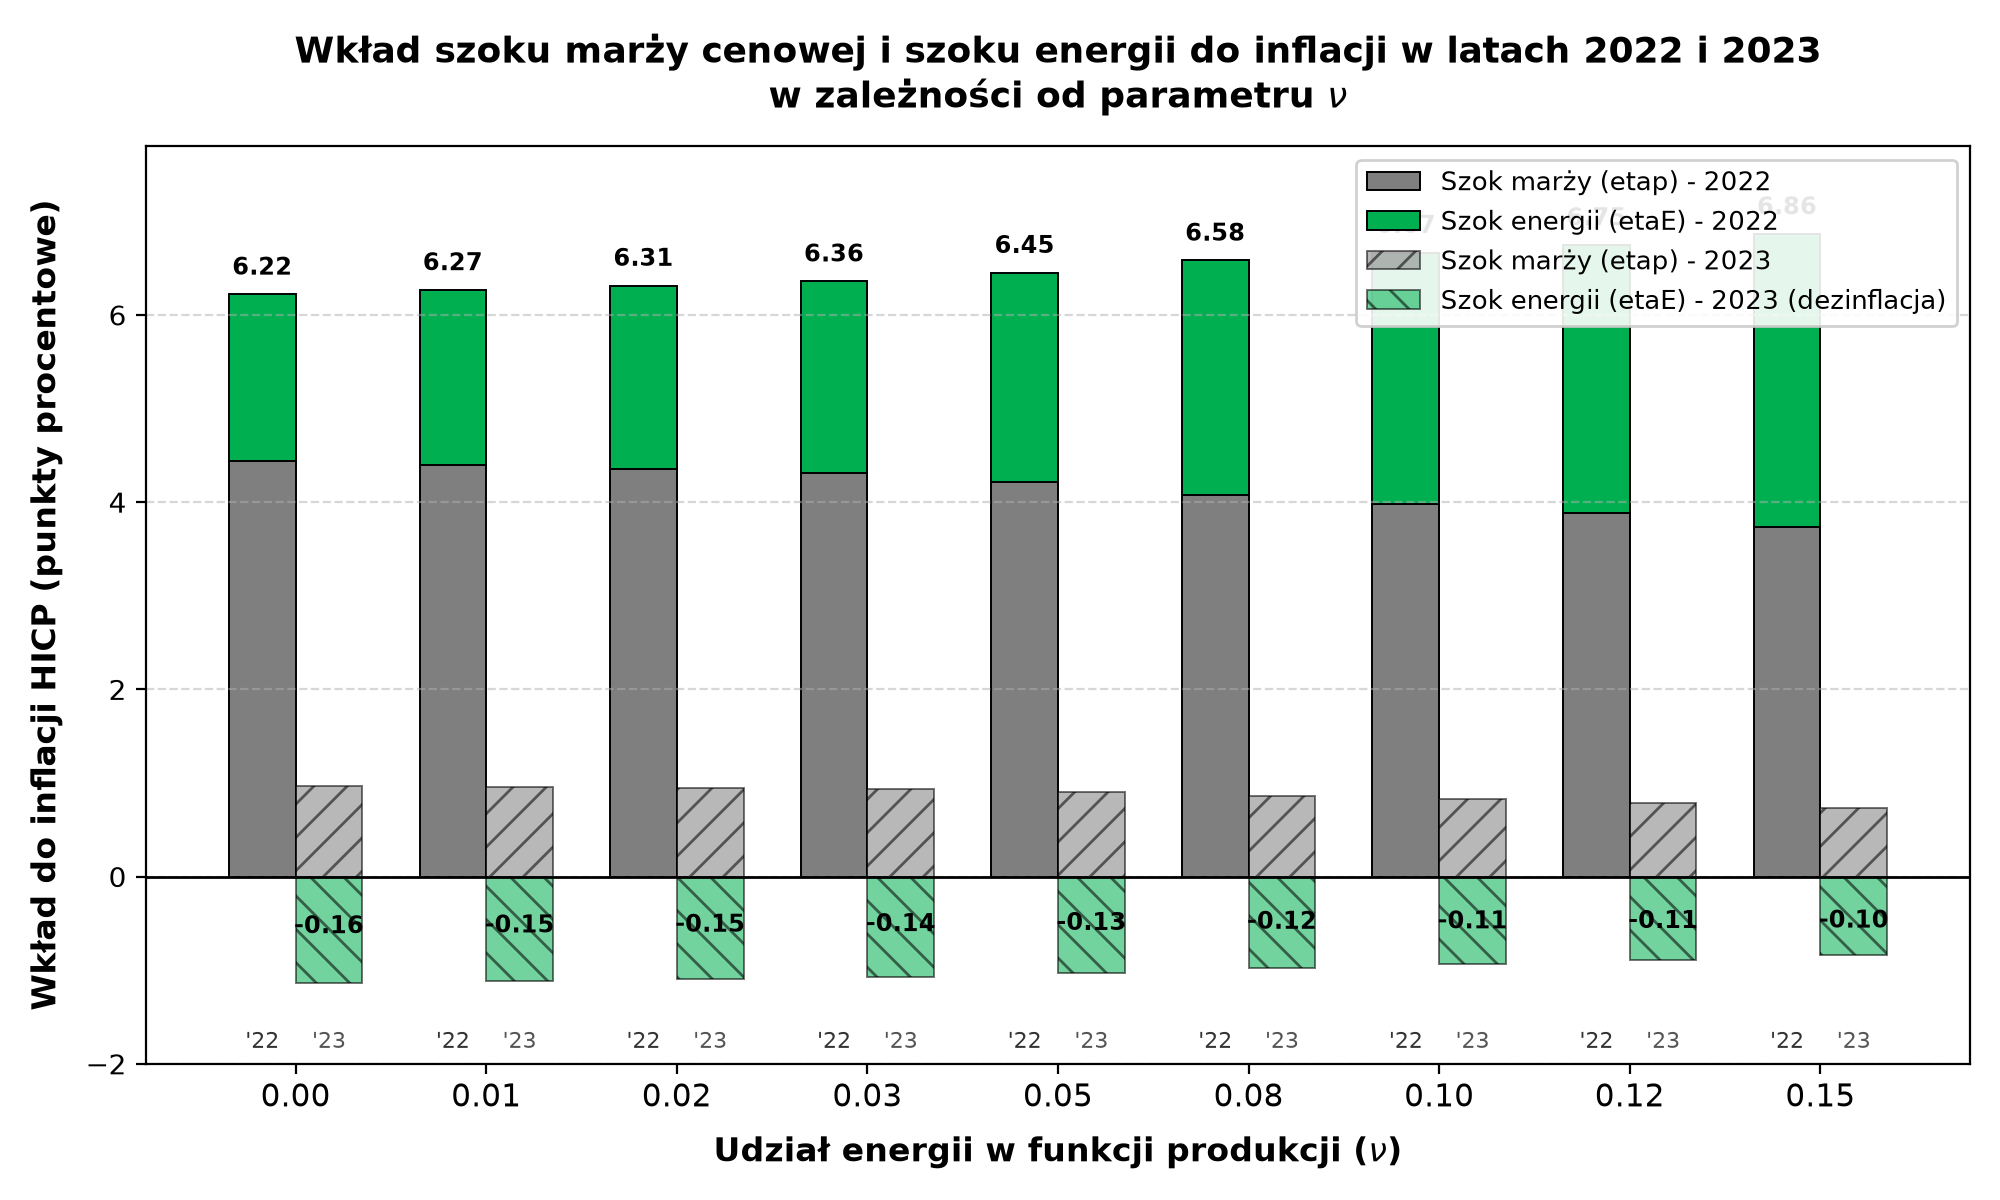 Wkład szoku marży cenowej i szoku energii do inflacji w latach 2022 i 2023
w zależności od parametru ν
Wkład do inflacji HICP (punkty procentowe)
Szok marży (etap) - 2022
Szok energii (etaE) - 2022
Szok marży (etap) - 2023
Szok energii (etaE) - 2023 (dezinflacja)
6.22 6.27 6.31 6.36 6.45 6.58 6.86
6
4
2
0
−2
-0.16 -0.15 -0.15 -0.14 -0.13 -0.12 -0.11 -0.11 -0.10
'22 '23 '22 '23 '22 '23 '22 '23 '22 '23 '22 '23 '22 '23 '22 '23 '22 '23
0.00 0.01 0.02 0.03 0.05 0.08 0.10 0.12 0.15
Udział energii w funkcji produkcji (ν)